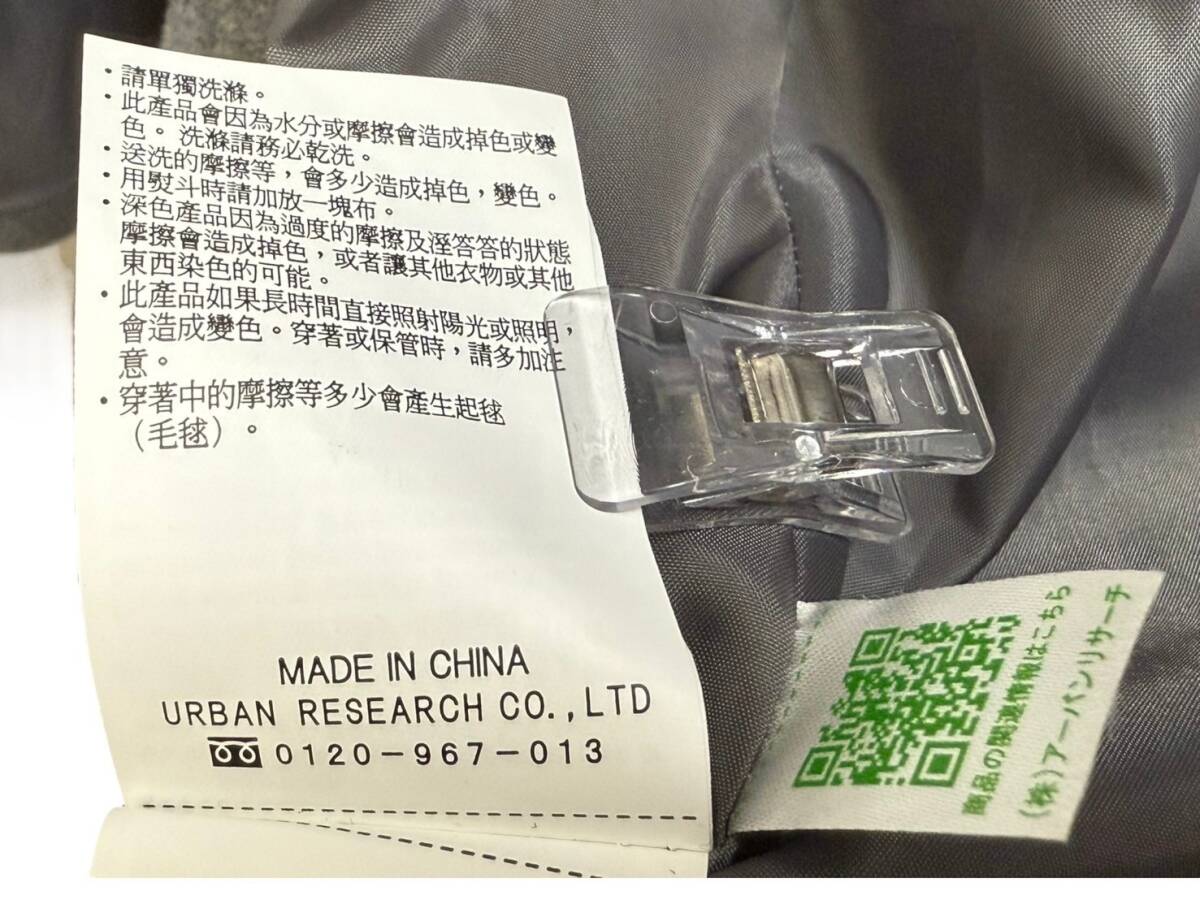 ・請單獨洗滌。
・此產品會因為水分或摩擦會造成掉色或變
色。洗滌請務必乾洗。
・送洗的摩擦等，會多少造成掉色，變色。
・用熨斗時請加放一塊布。
・深色產品因為過度的摩擦及溼答答的狀態
摩擦會造成掉色，或者讓其他衣物或其他
東西染色的可能。
・此產品如果長時間直接照射陽光或照明，
會造成變色。穿著或保管時，請多加注
意。
・穿著中的摩擦等多少會產生起毬
（毛毬）。
MADE IN CHINA
URBAN RESEARCH CO.,LTD
0120-967-013
商品の関連情報はこちら
(株)アーバンリサーチ